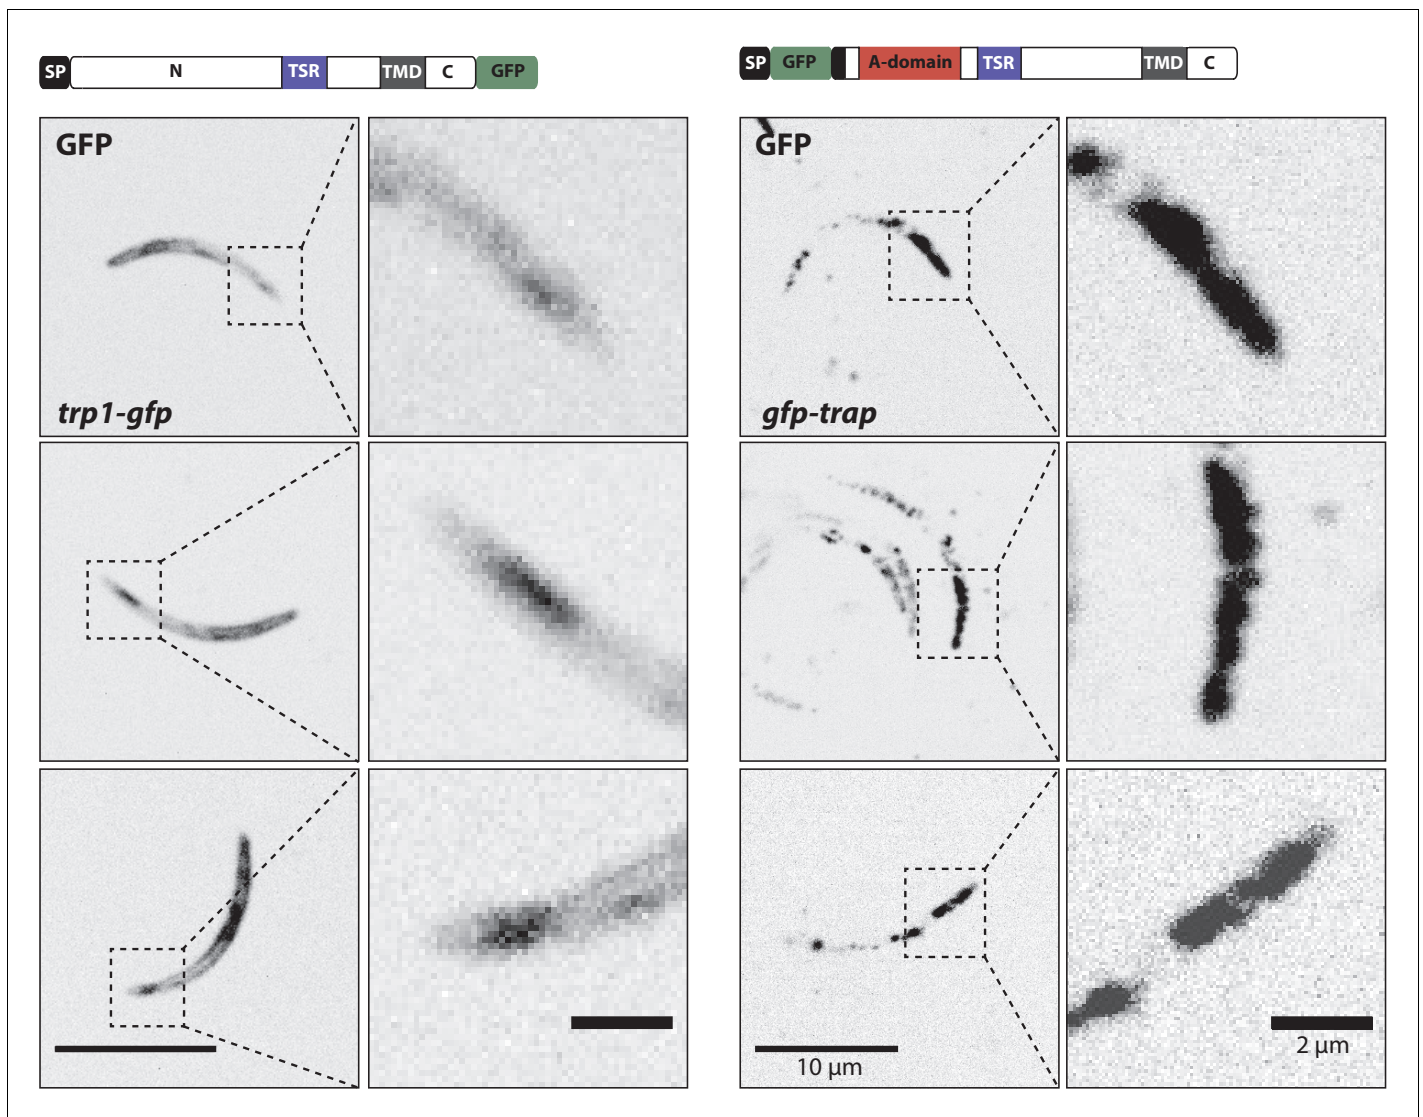 SP N TSR TMD C GFP
SP GFP A-domain TSR TMD C
GFP
trp1-gfp
GFP
gfp-trap
10 µm
2 µm